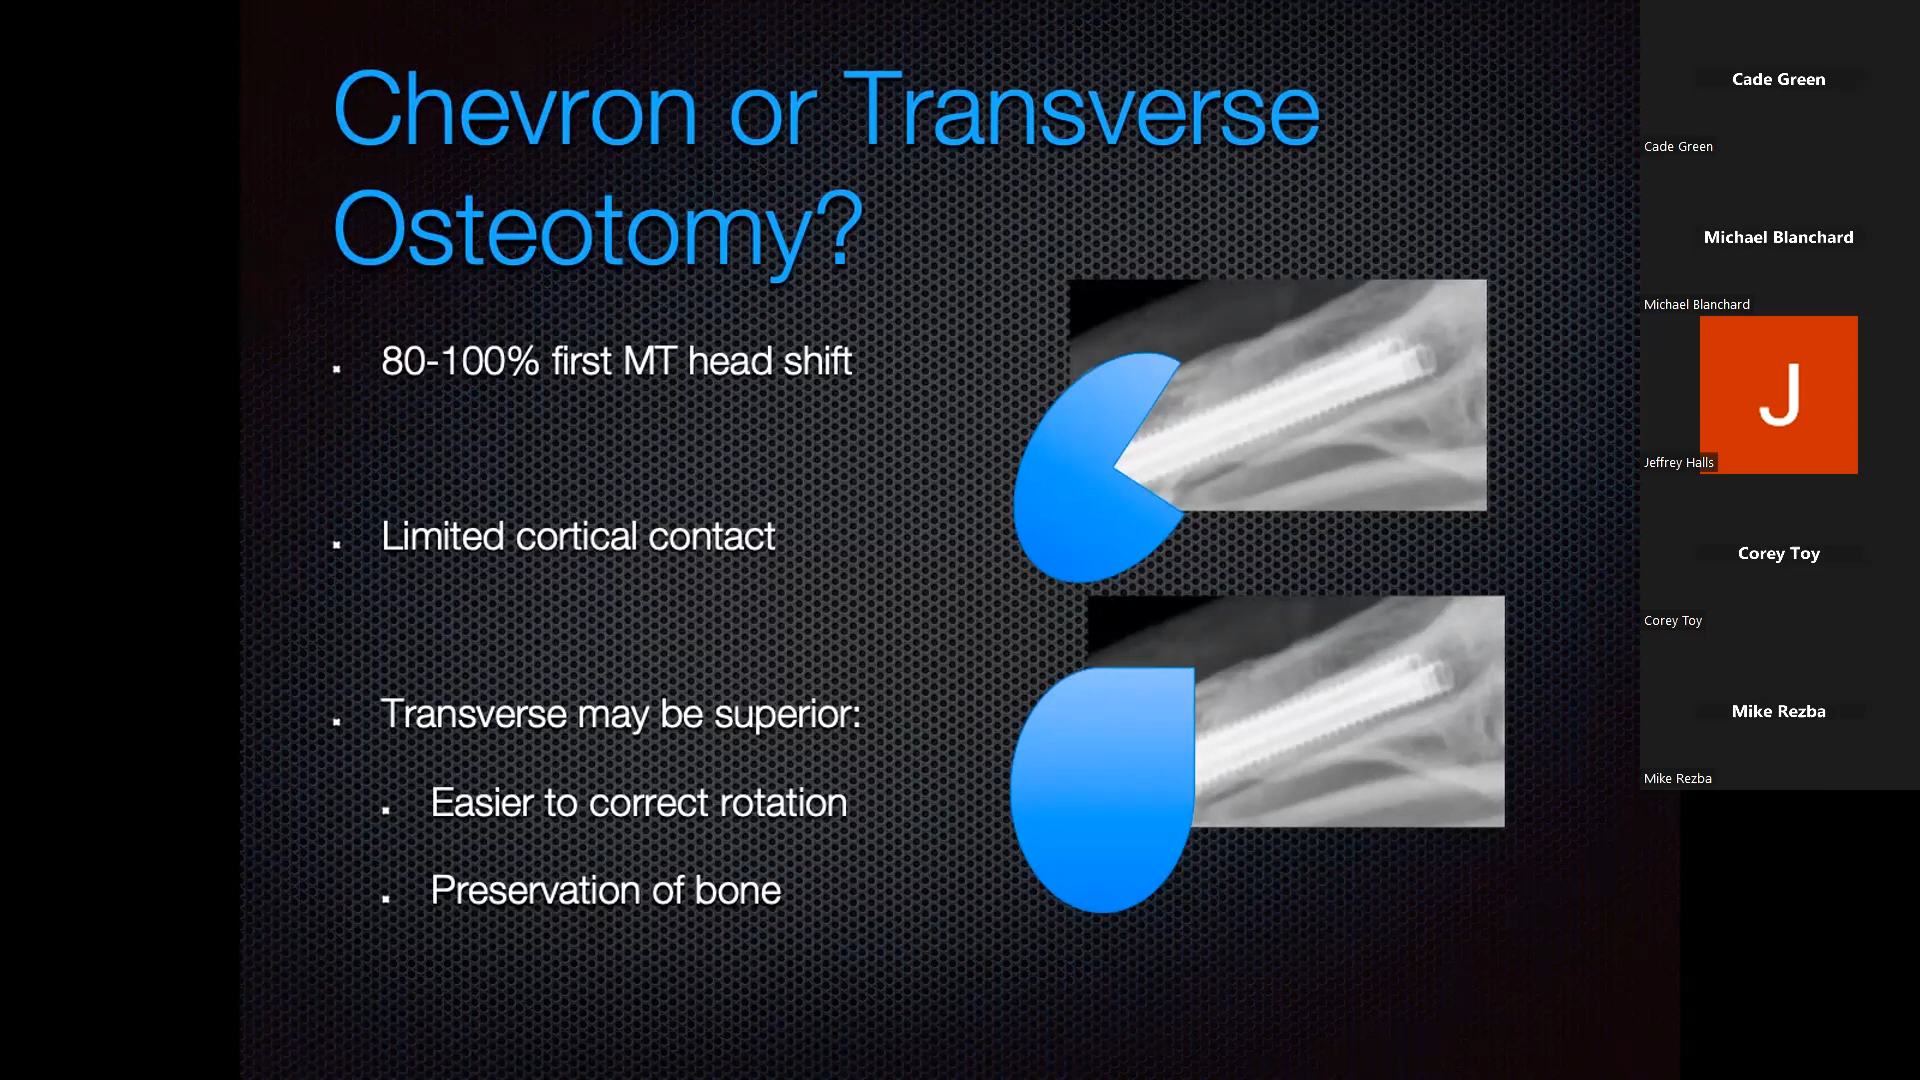 Chevron or Transverse
Osteotomy?
80-100% first MT head shift
Limited cortical contact
Transverse may be superior:
Easier to correct rotation
Preservation of bone
Cade Green
Cade Green
Michael Blanchard
Michael Blanchard
J
Jeffrey Halls
Corey Toy
Corey Toy
Mike Rezba
Mike Rezba